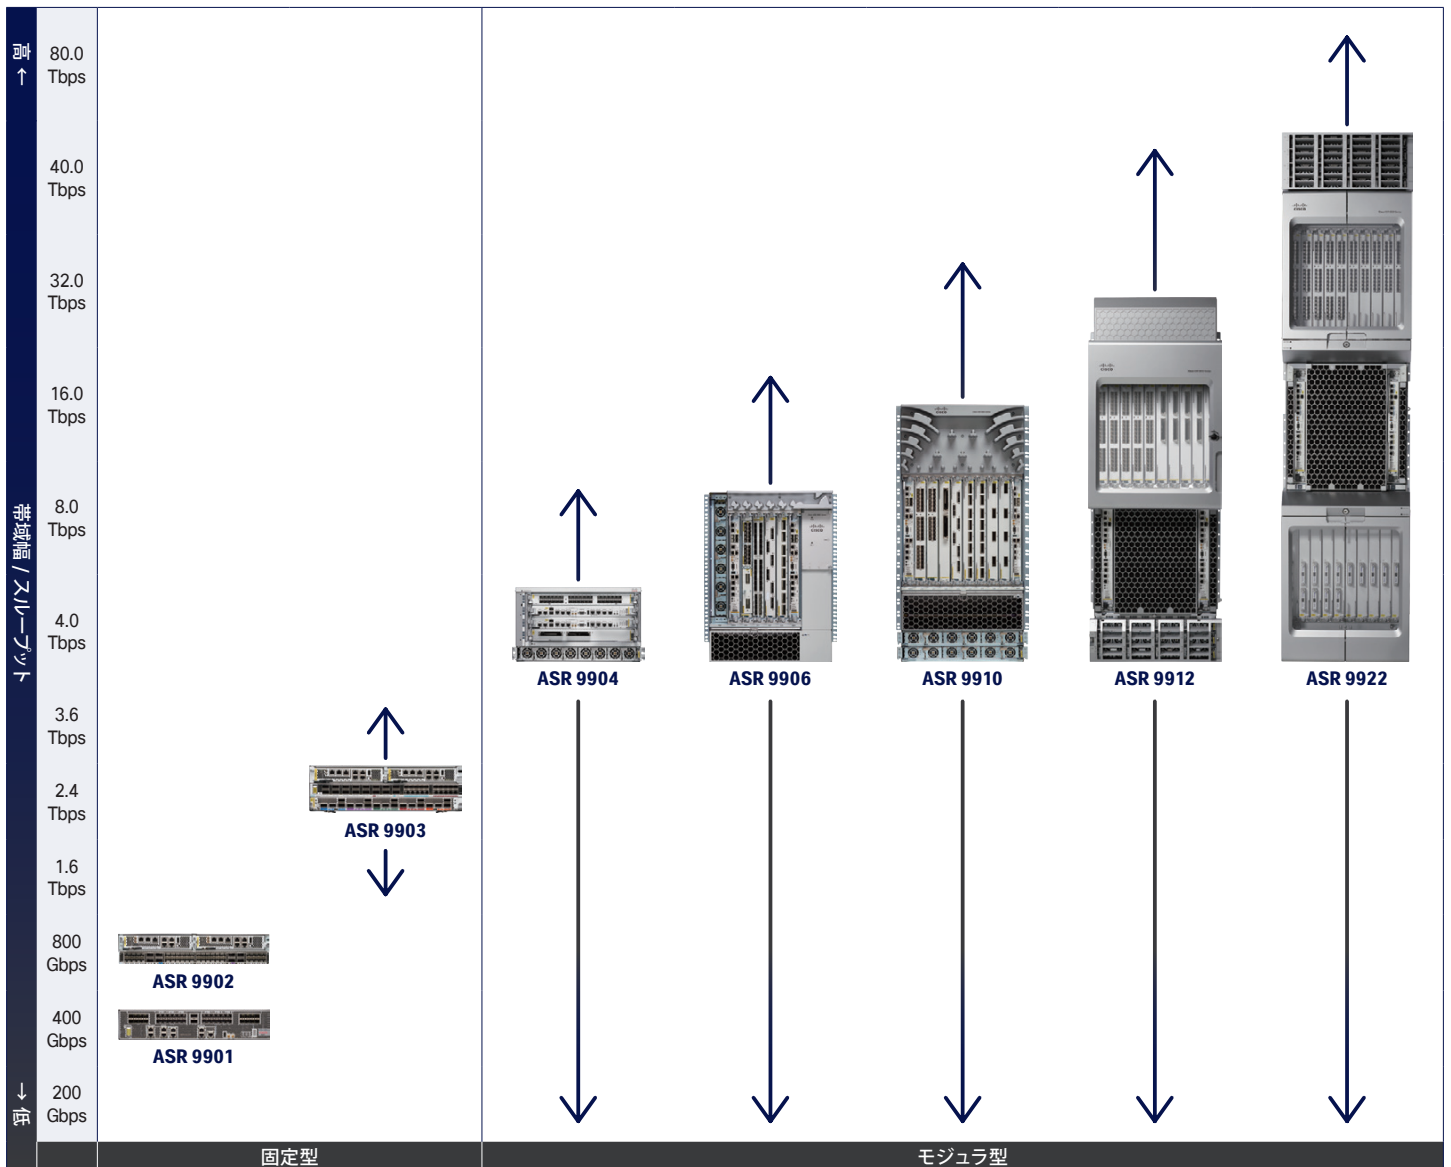 高
↑
80.0
Tbps
40.0
Tbps
32.0
Tbps
16.0
Tbps
8.0
Tbps
4.0
Tbps
3.6
Tbps
2.4
Tbps
1.6
Tbps
800
Gbps
400
Gbps
200
Gbps
帯域幅 / スループット
↓
低
ASR 9904
ASR 9906
ASR 9910
ASR 9912
ASR 9922
ASR 9903
ASR 9902
ASR 9901
固定型
モジュラ型